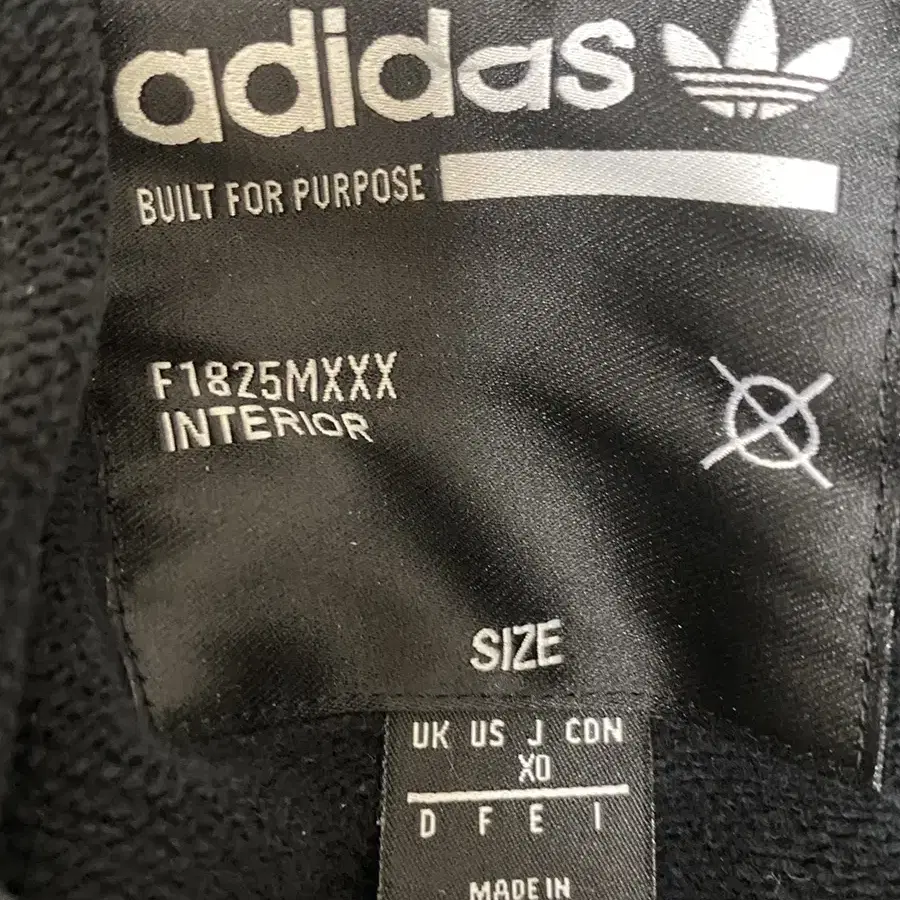 adidas
BUILT FOR PURPOSE
F1825MXXX
INTERIOR
SIZE
UK US J CDN
XO
D F E I
MADE IN